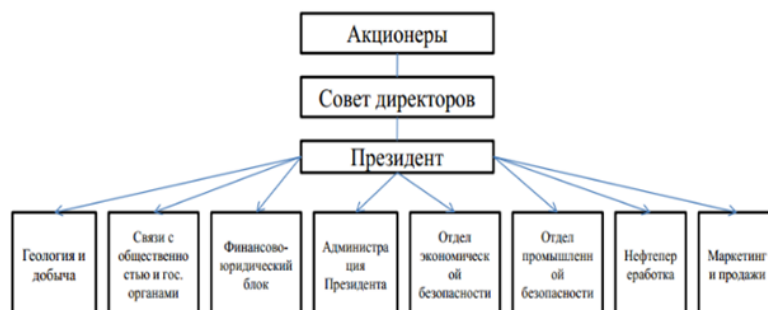 Акционеры
Совет директоров
Президент
Геология и
добыча
Связи с
общественно
стью и гос.
органами
Финансово-
юридический
блок
Администра
ция
Президента
Отдел
экономическ
ой
безопасности
Отдел
промышленн
ой
безопасности
Нефтепер
еработка
Маркетинг
и продажи